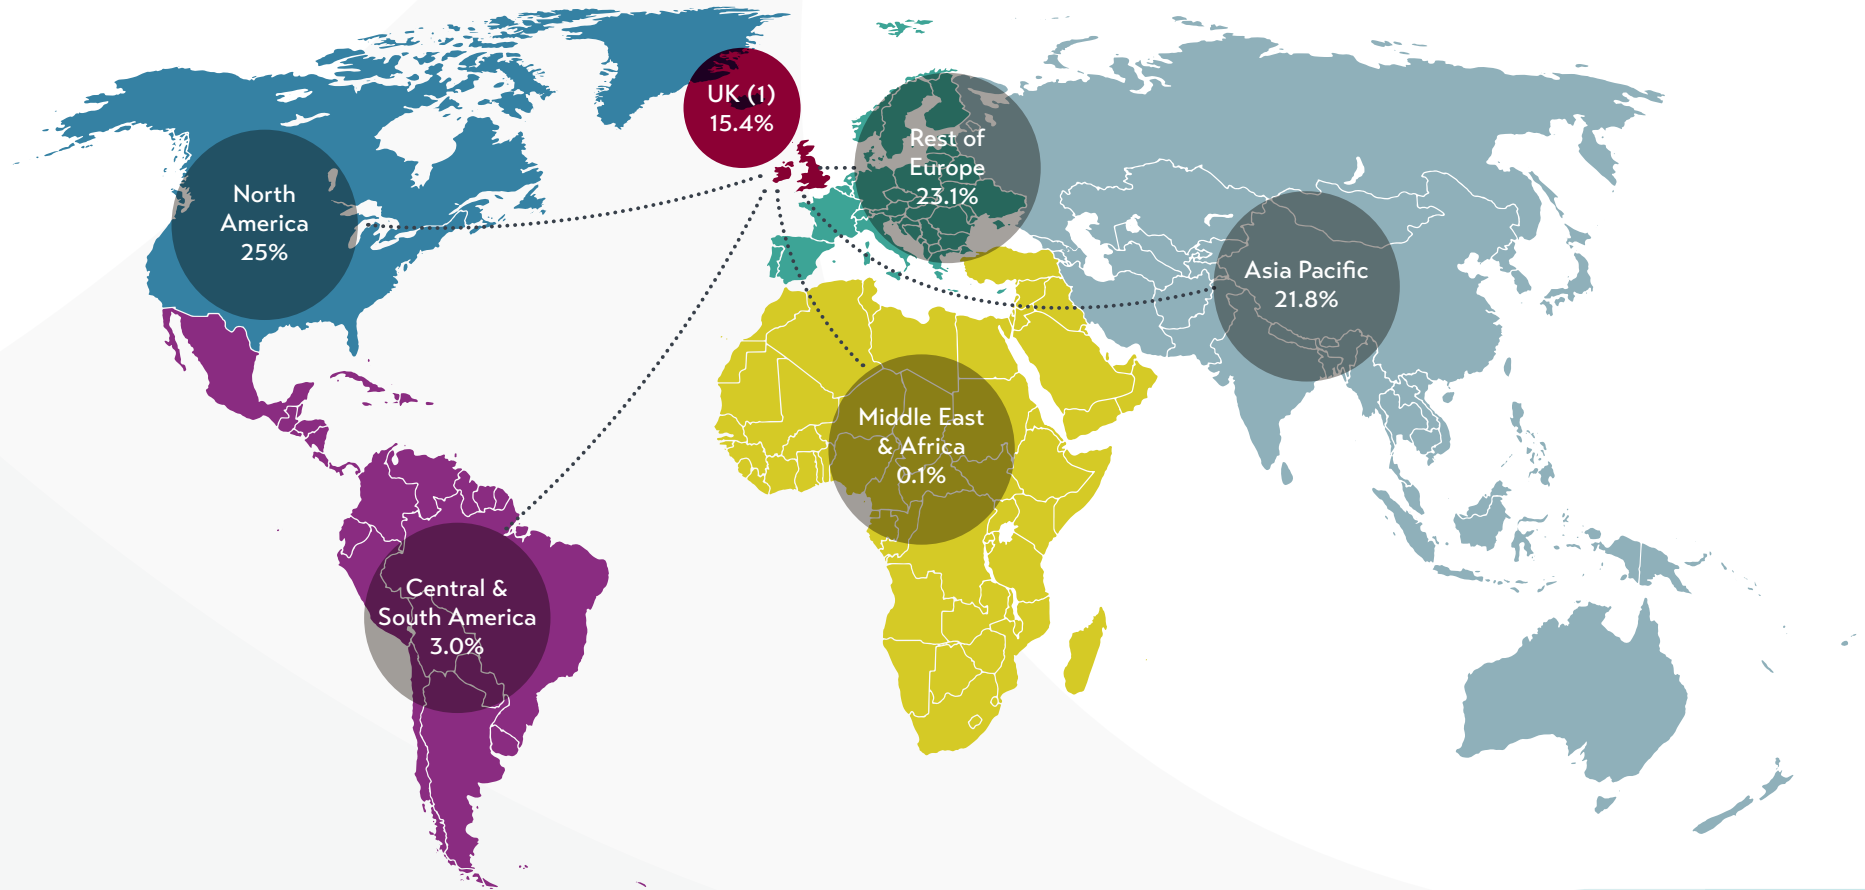 UK (1)
15.4%
Rest of
Europe
23.1%
North
America
25%
Asia Pacific
21.8%
Middle East
& Africa
0.1%
Central &
South America
3.0%